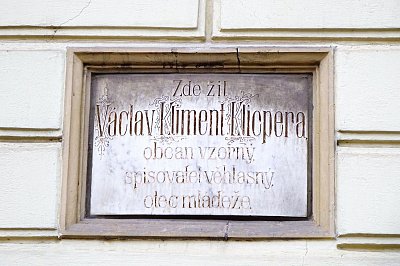 Zde žil
Václav Kliment Klicpera
občan vzorný,
spisovatel věhlasný,
otec mládeže.